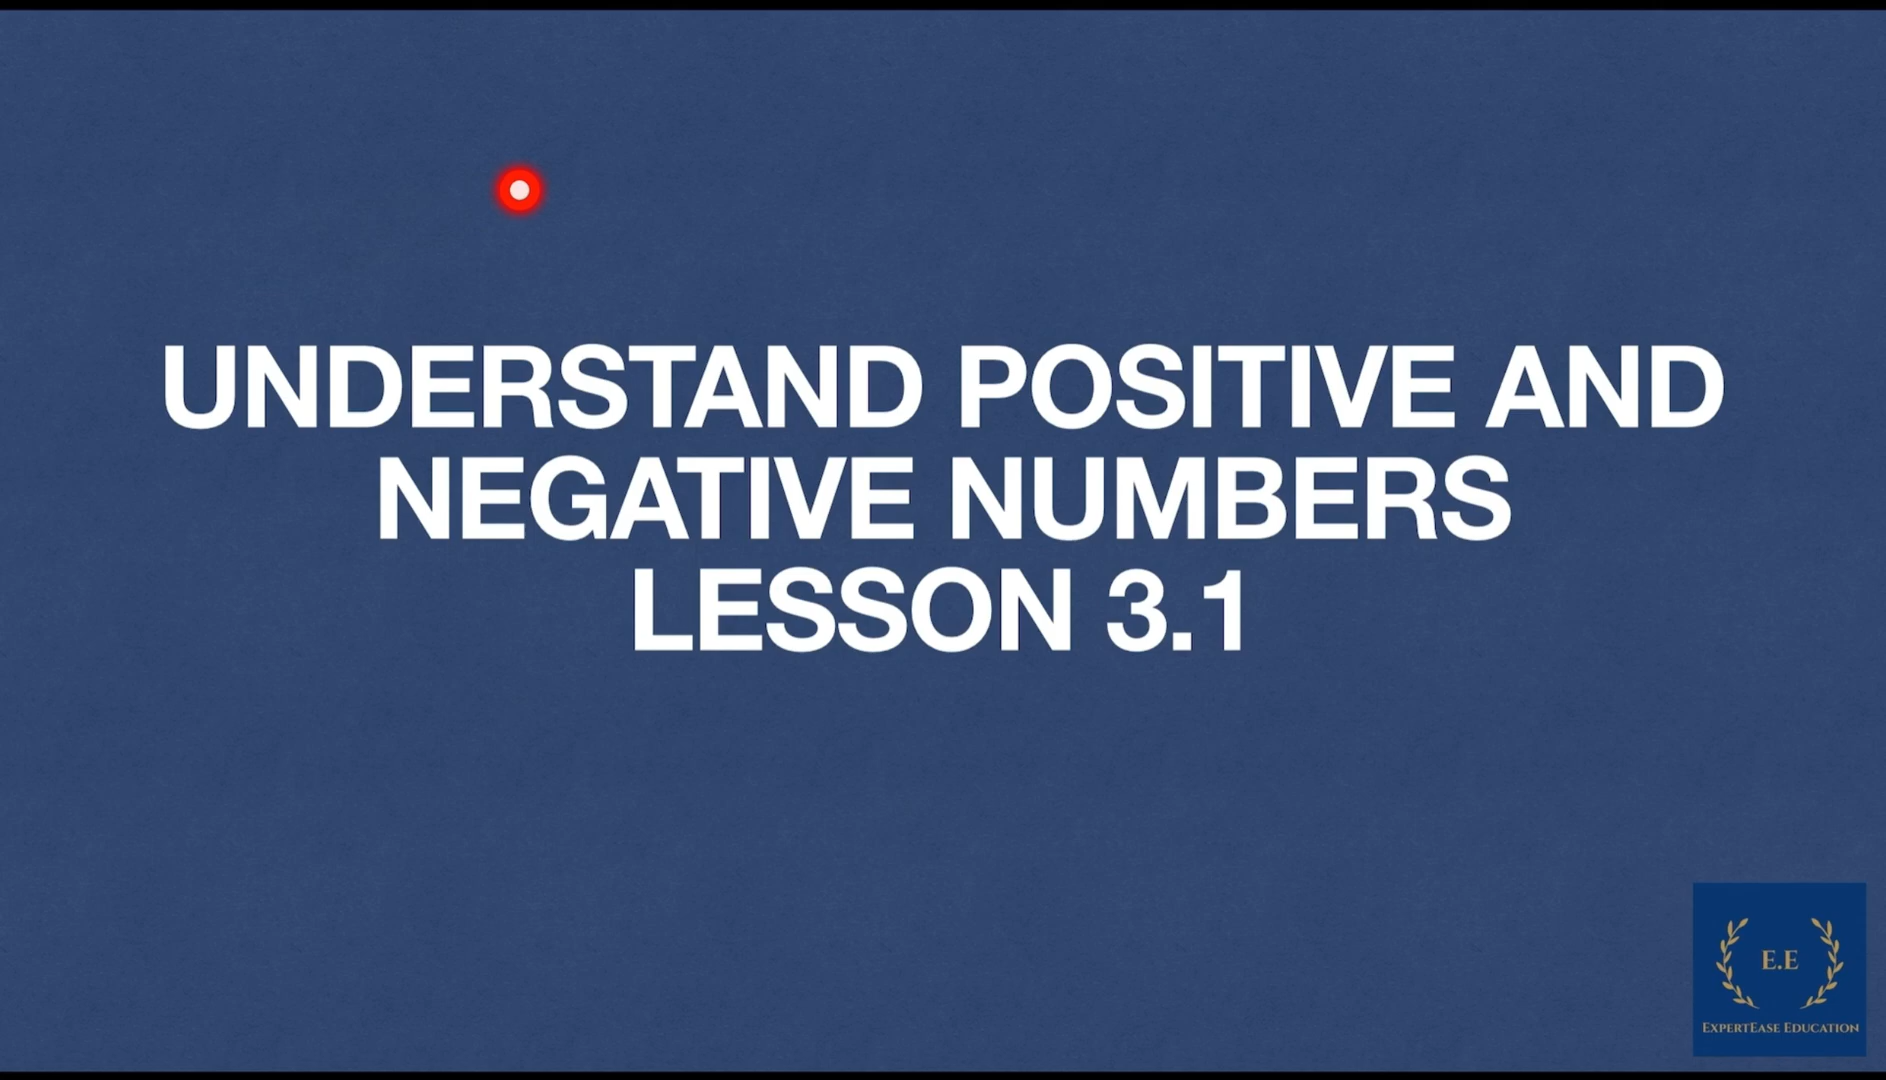 UNDERSTAND POSITIVE AND
NEGATIVE NUMBERS
LESSON 3.1
E.E
EXPERTEASE EDUCATION